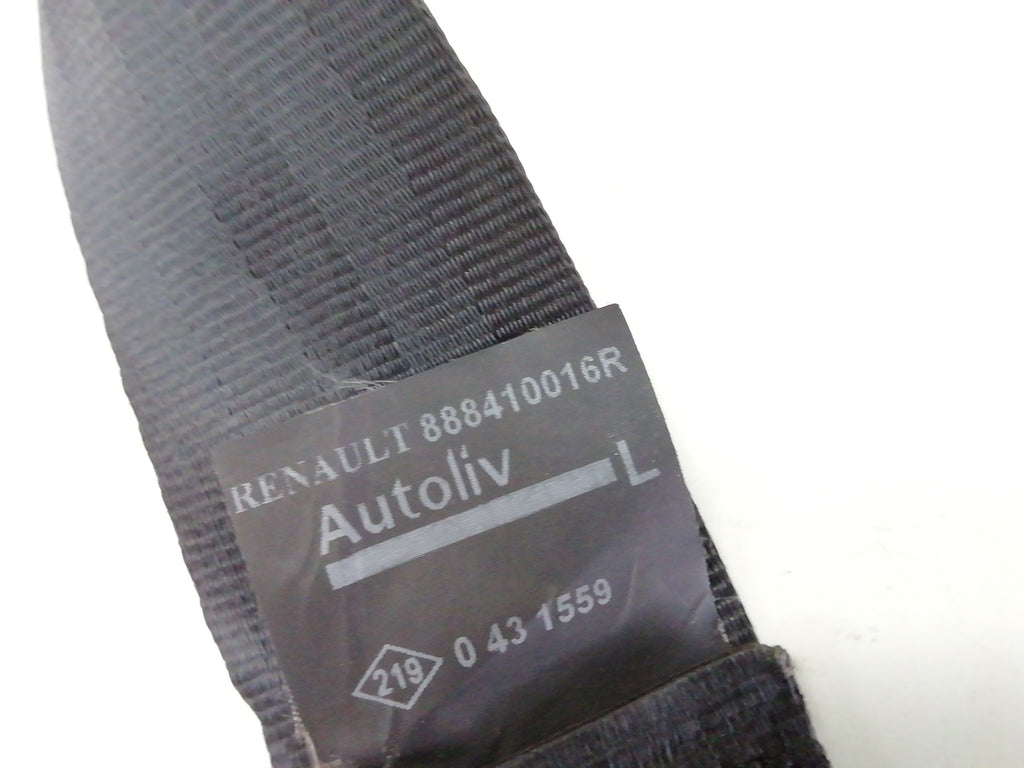 RENAULT 888410016R
Autoliv
L
219 0 43 1559